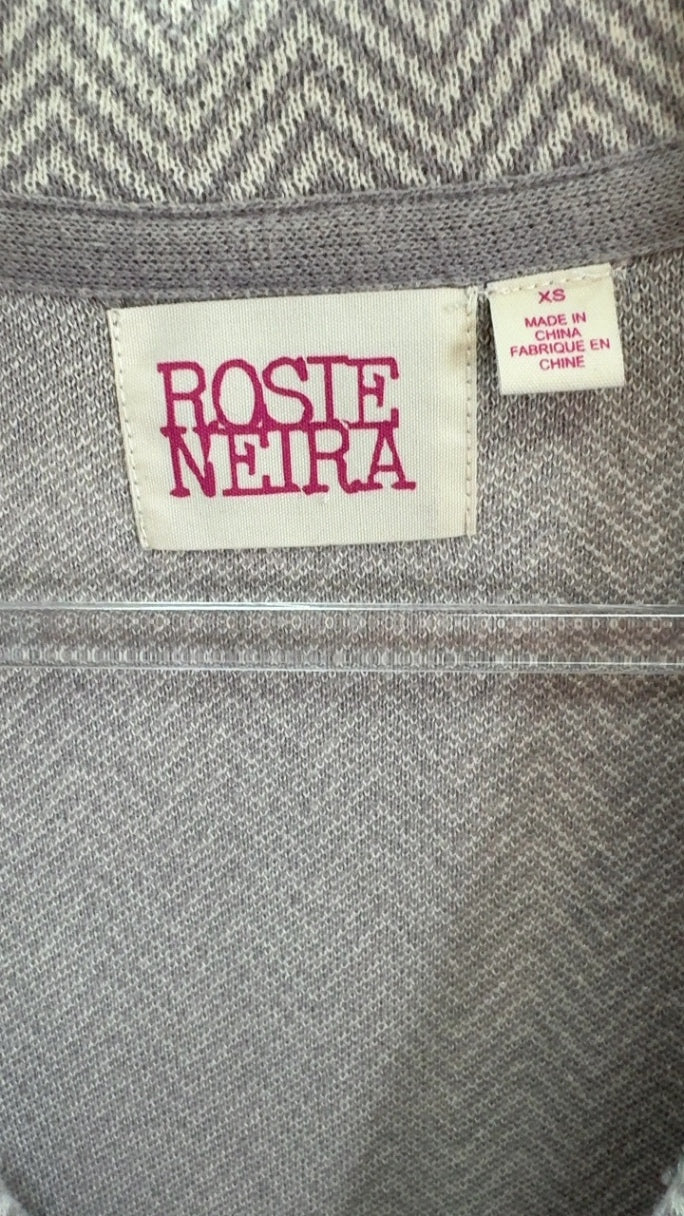 ROSIE
NEIRA
XS
MADE IN
CHINA
FABRIQUE EN
CHINE